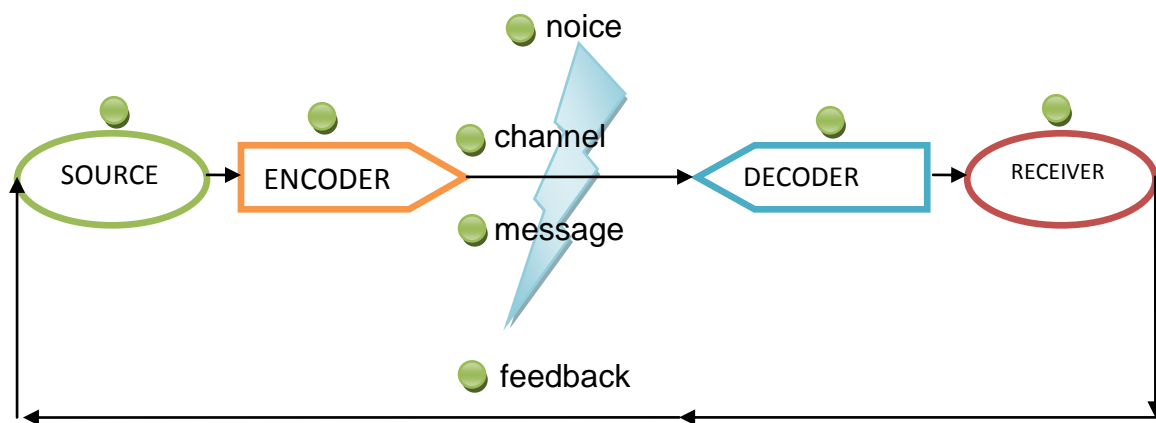 noice
channel
SOURCE
ENCODER
DECODER
RECEIVER
message
feedback